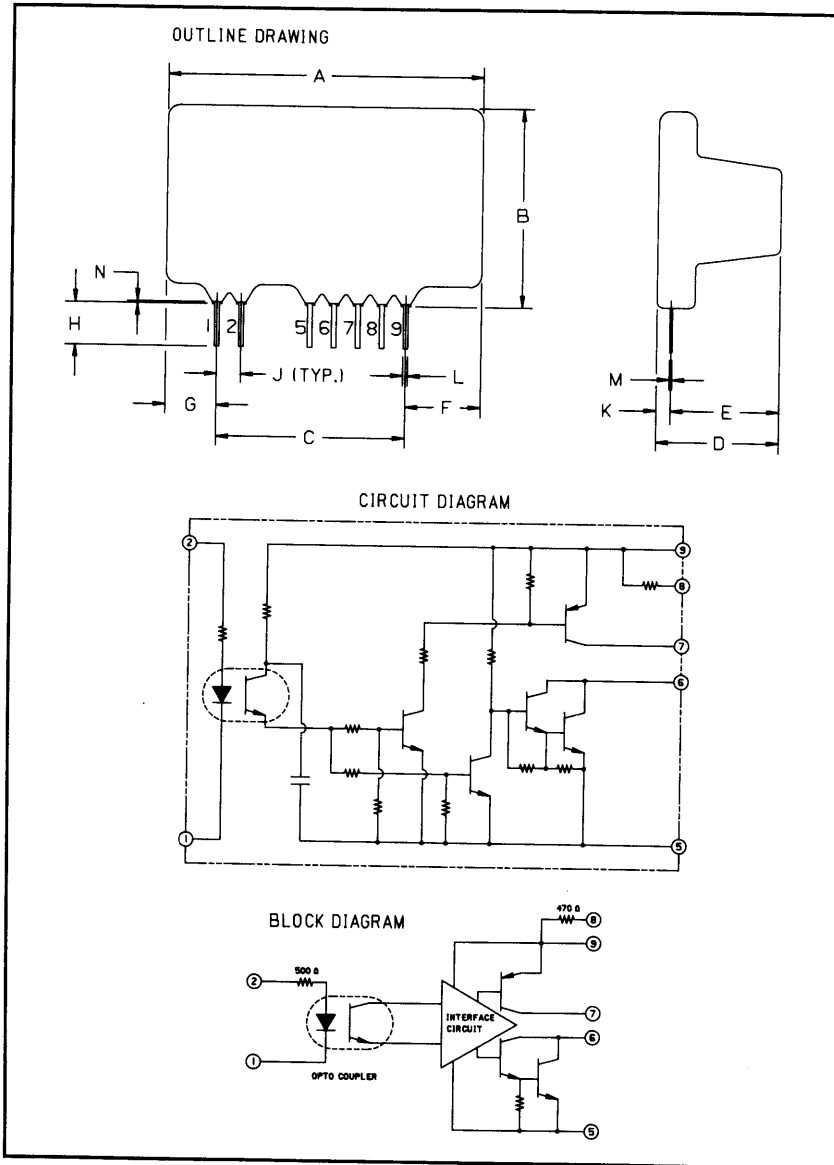 OUTLINE DRAWING
A
B
N
H
1 2 5 6 7 8 9
J (TYP.) L
G F
C
M
K E
D
CIRCUIT DIAGRAM
2
9
8
7
6
1
5
BLOCK DIAGRAM
470 Ω
8
9
500 Ω
2
7
INTERFACE
CIRCUIT
6
1
OPTO COUPLER
5